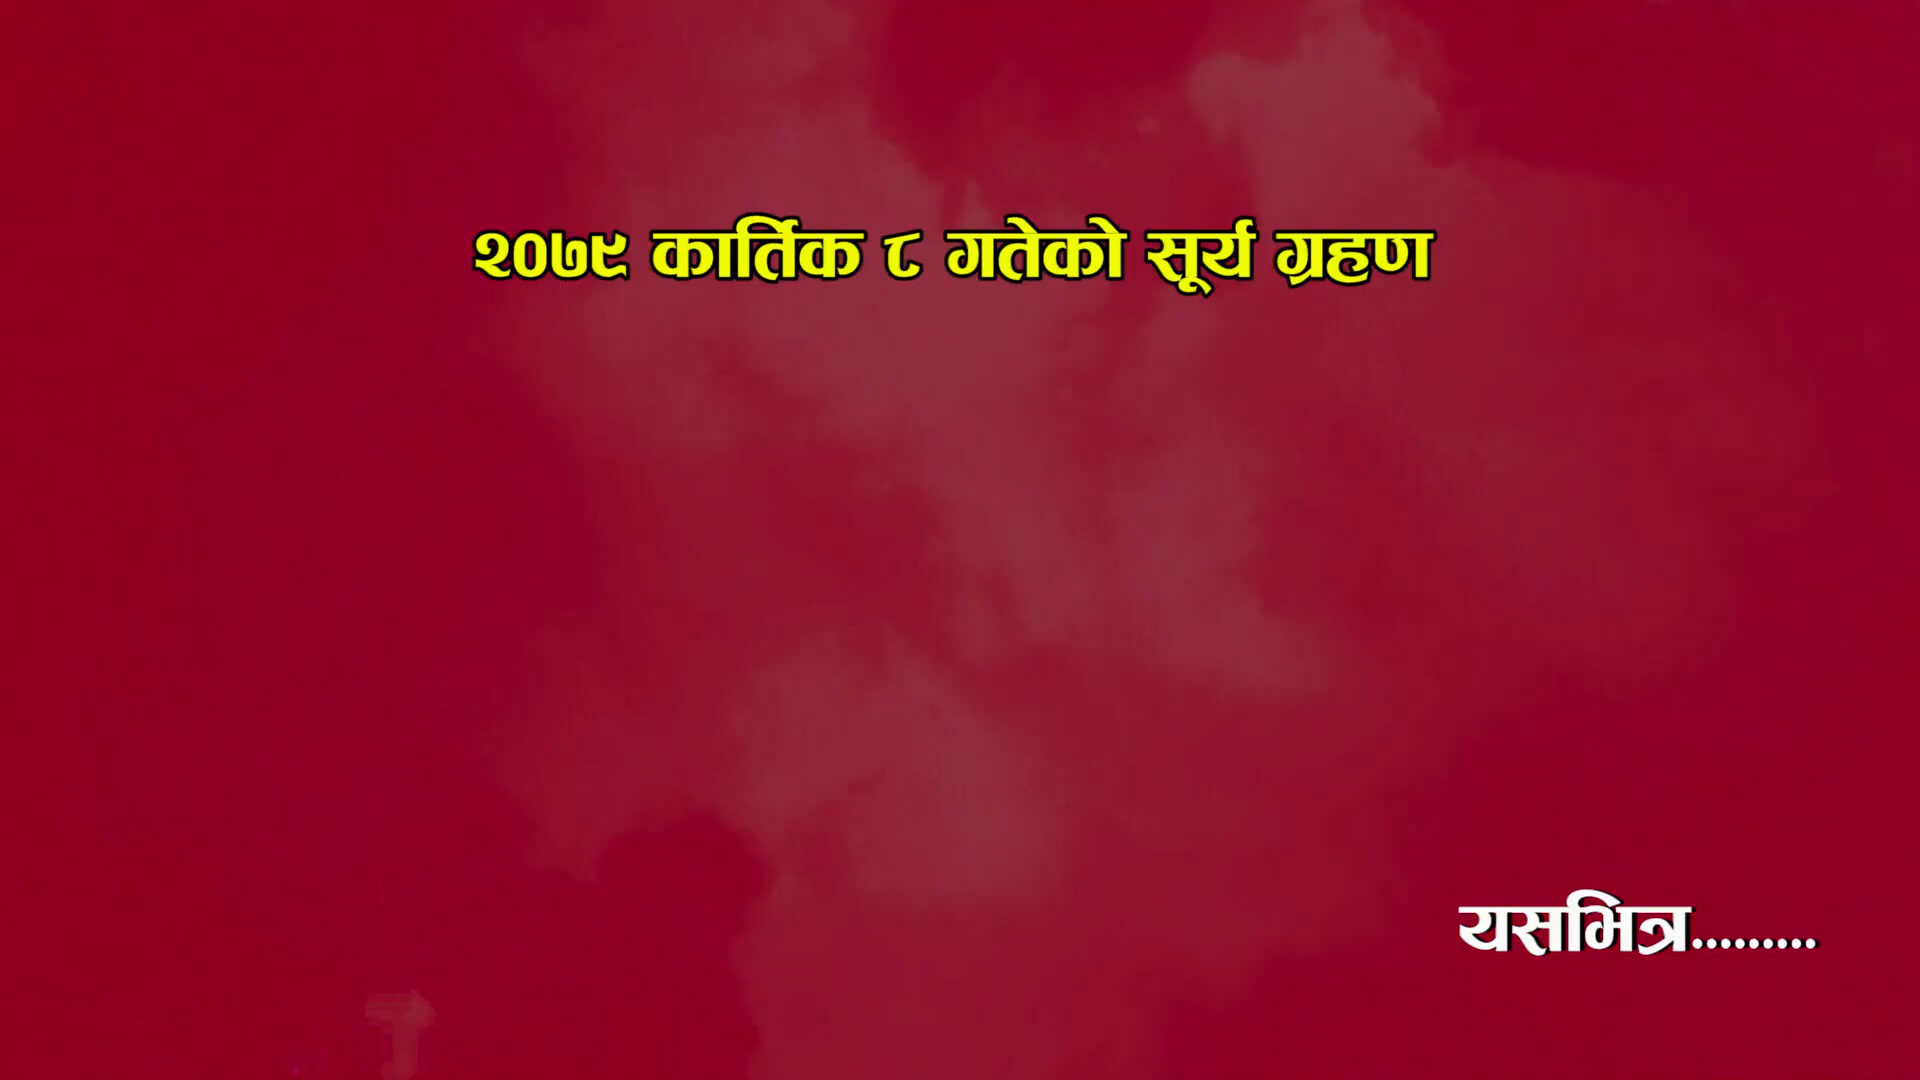 २०७९ कार्तिक ८ गतेको सूर्य ग्रहण
यसभित्र.........